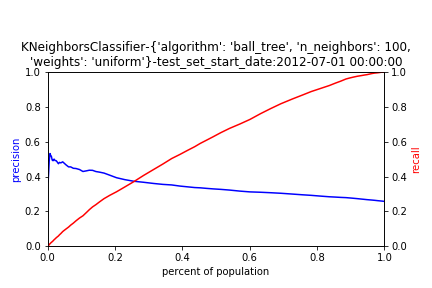 KNeighborsClassifier-{'algorithm': 'ball_tree', 'n_neighbors': 100,
'weights': 'uniform'}-test_set_start_date:2012-07-01 00:00:00
1.0
0.8
0.6
0.4
0.2
0.0
precision
1.0
0.8
0.6
0.4
0.2
0.0
recall
0.0 0.2 0.4 0.6 0.8 1.0
percent of population